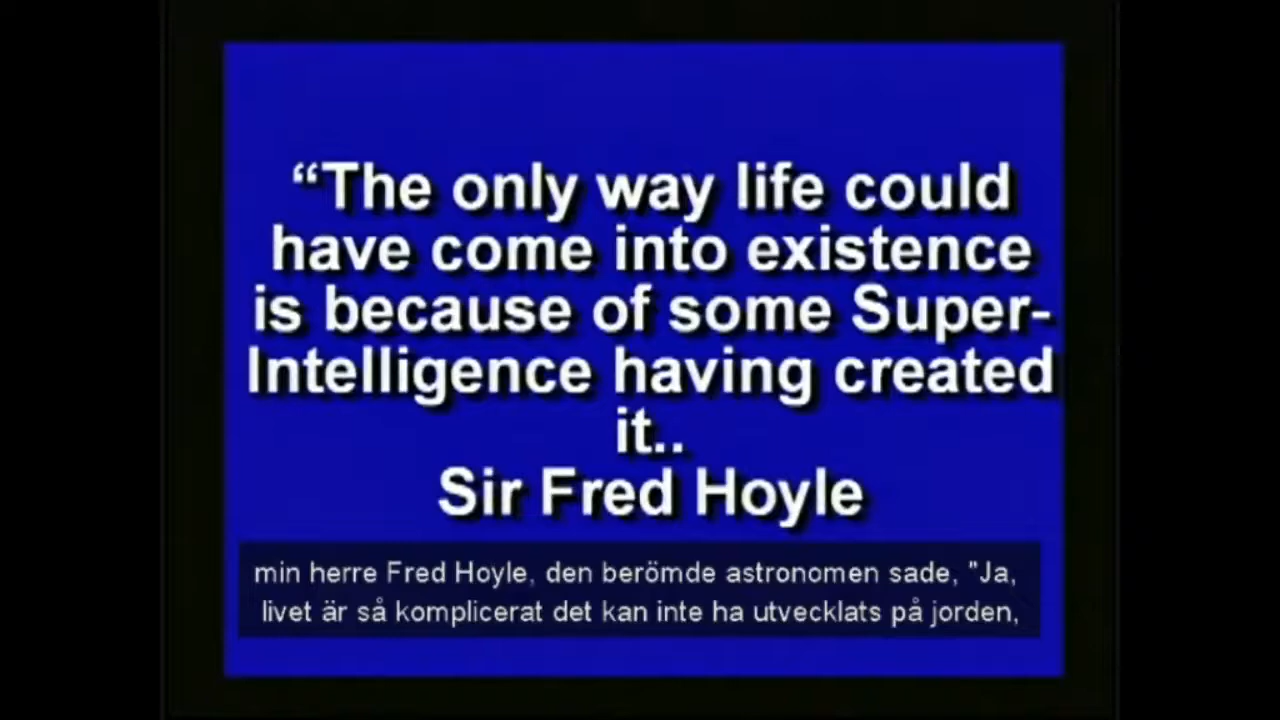 “The only way life could
have come into existence
is because of some Super-
Intelligence having created
it..
Sir Fred Hoyle
min herre Fred Hoyle, den berömde astronomen sade, "Ja,
livet är så komplicerat det kan inte ha utvecklats på jorden,